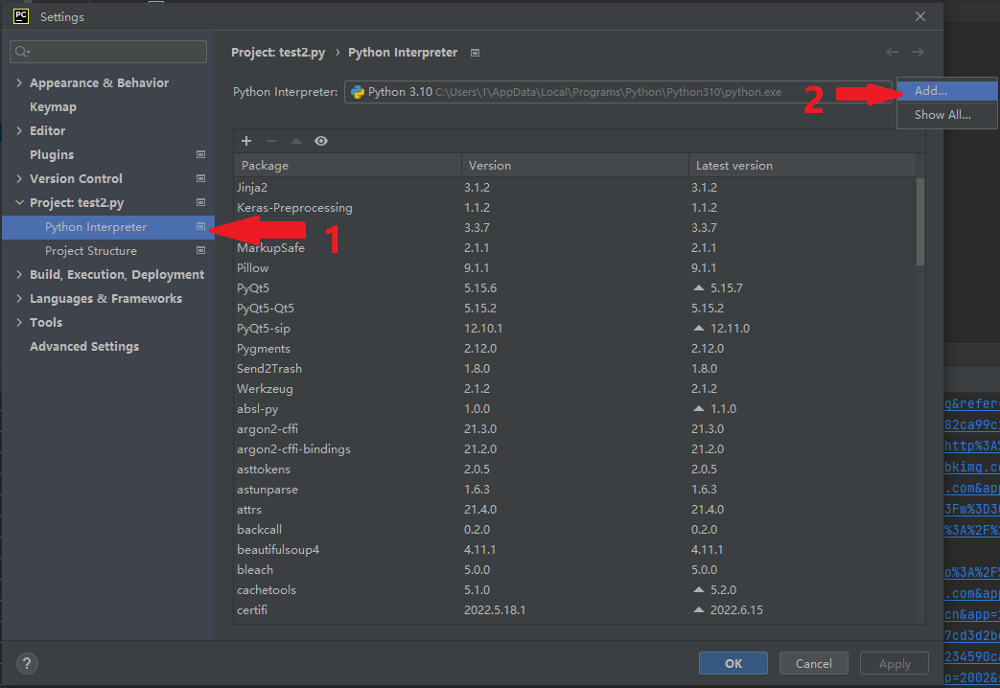 PC
Settings
Project: test2.py › Python Interpreter
Appearance & Behavior
Keymap
Editor
Plugins
Version Control
Project: test2.py
Python Interpreter
Project Structure
Build, Execution, Deployment
Languages & Frameworks
Tools
Advanced Settings
1
Python Interpreter: Python 3.10 C:\Users\1\AppData\Local\Programs\Python\Python310\python.exe
2
Add...
Show All...
Package Version Latest version
Jinja2 3.1.2 3.1.2
Keras-Preprocessing 1.1.2 1.1.2
3.3.7 3.3.7
MarkupSafe 2.1.1 2.1.1
Pillow 9.1.1 9.1.1
PyQt5 5.15.6 5.15.7
PyQt5-Qt5 5.15.2 5.15.2
PyQt5-sip 12.10.1 12.11.0
Pygments 2.12.0 2.12.0
Send2Trash 1.8.0 1.8.0
Werkzeug 2.1.2 2.1.2
absl-py 1.0.0 1.1.0
argon2-cffi 21.3.0 21.3.0
argon2-cffi-bindings 21.2.0 21.2.0
asttokens 2.0.5 2.0.5
astunparse 1.6.3 1.6.3
attrs 21.4.0 21.4.0
backcall 0.2.0 0.2.0
beautifulsoup4 4.11.1 4.11.1
bleach 5.0.0 5.0.0
cachetools 5.1.0 5.2.0
certifi 2022.5.18.1 2022.6.15
?
OK Cancel Apply
q&refer
82ca99c
http%3A%
bkimg.c
.com&ap
3Fw%3D3
%3A%2F%
p%3A%2F%
.com&ap
cn&app=
7cd3d2b
234590c
p=2002&